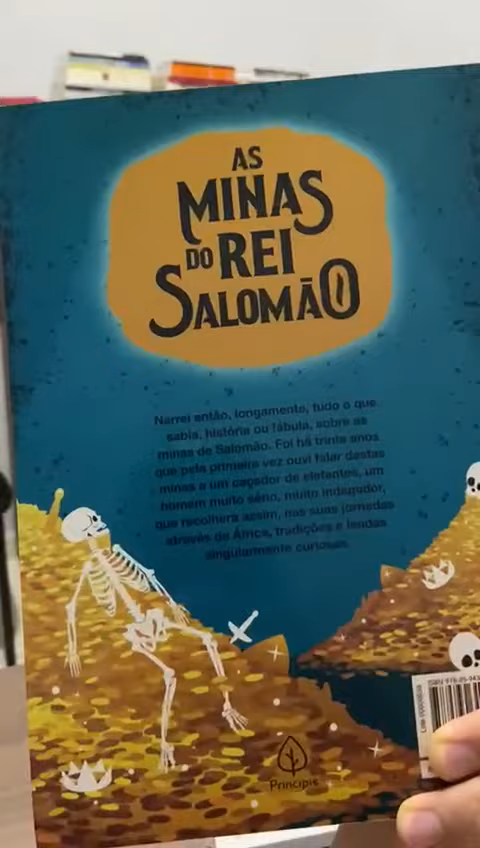 AS
MINAS
DO REI
SALOMÃO
Narrei então, longamente, tudo o que
sabia, história ou fábula, sobre as
minas de Salomão. Foi há trinta anos
que pela primeira vez ouvi falar destas
minas a um caçador de elefantes, um
homem muito sério, muito indagador,
que recolhera assim, nas suas jornadas
através de África, tradições e lendas
singularmente curiosas.
Principis